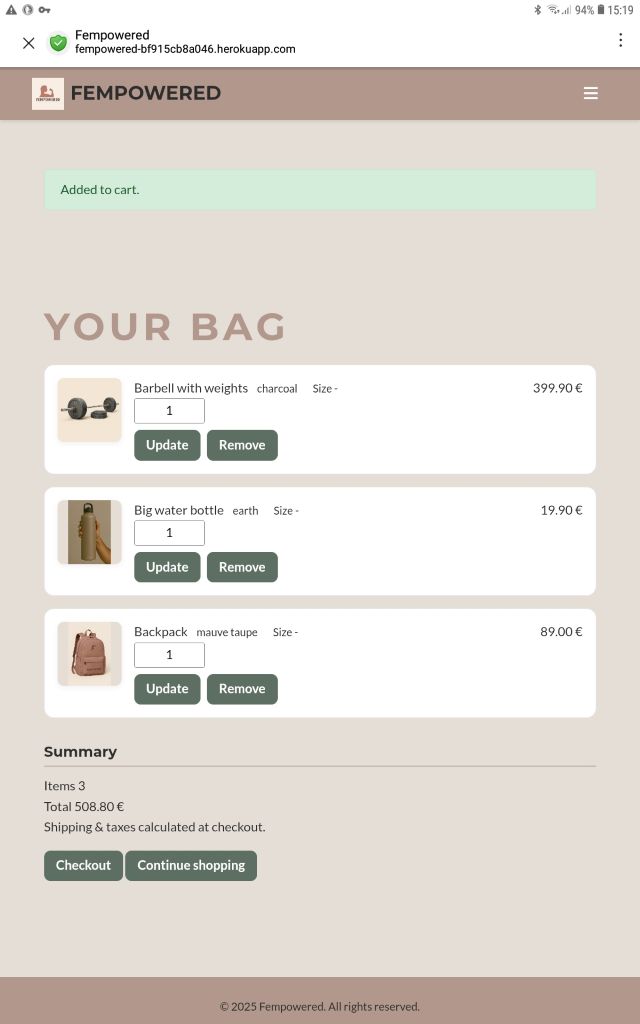 94% 15:19
Fempowered
fempowered-bf915cb8a046.herokuapp.com
FEMPOWERED FEMPOWERED
Added to cart.
YOUR BAG
Barbell with weights charcoal Size - 399.90 €
1
Update Remove
Big water bottle earth Size - 19.90 €
1
Update Remove
Backpack mauve taupe Size - 89.00 €
1
Update Remove
Summary
Items 3
Total 508.80 €
Shipping & taxes calculated at checkout.
Checkout Continue shopping
© 2025 Fempowered. All rights reserved.